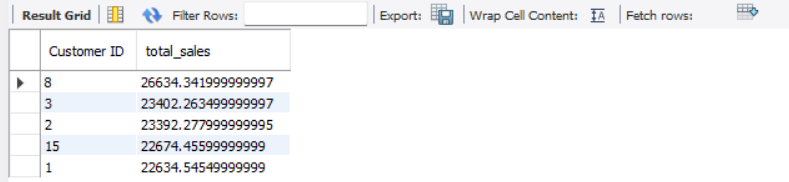 Result Grid Filter Rows: Export: Wrap Cell Content: IA Fetch rows:
Customer ID total_sales
8 26634.341999999997
3 23402.263499999997
2 23392.277999999995
15 22674.45599999999
1 22634.54549999999